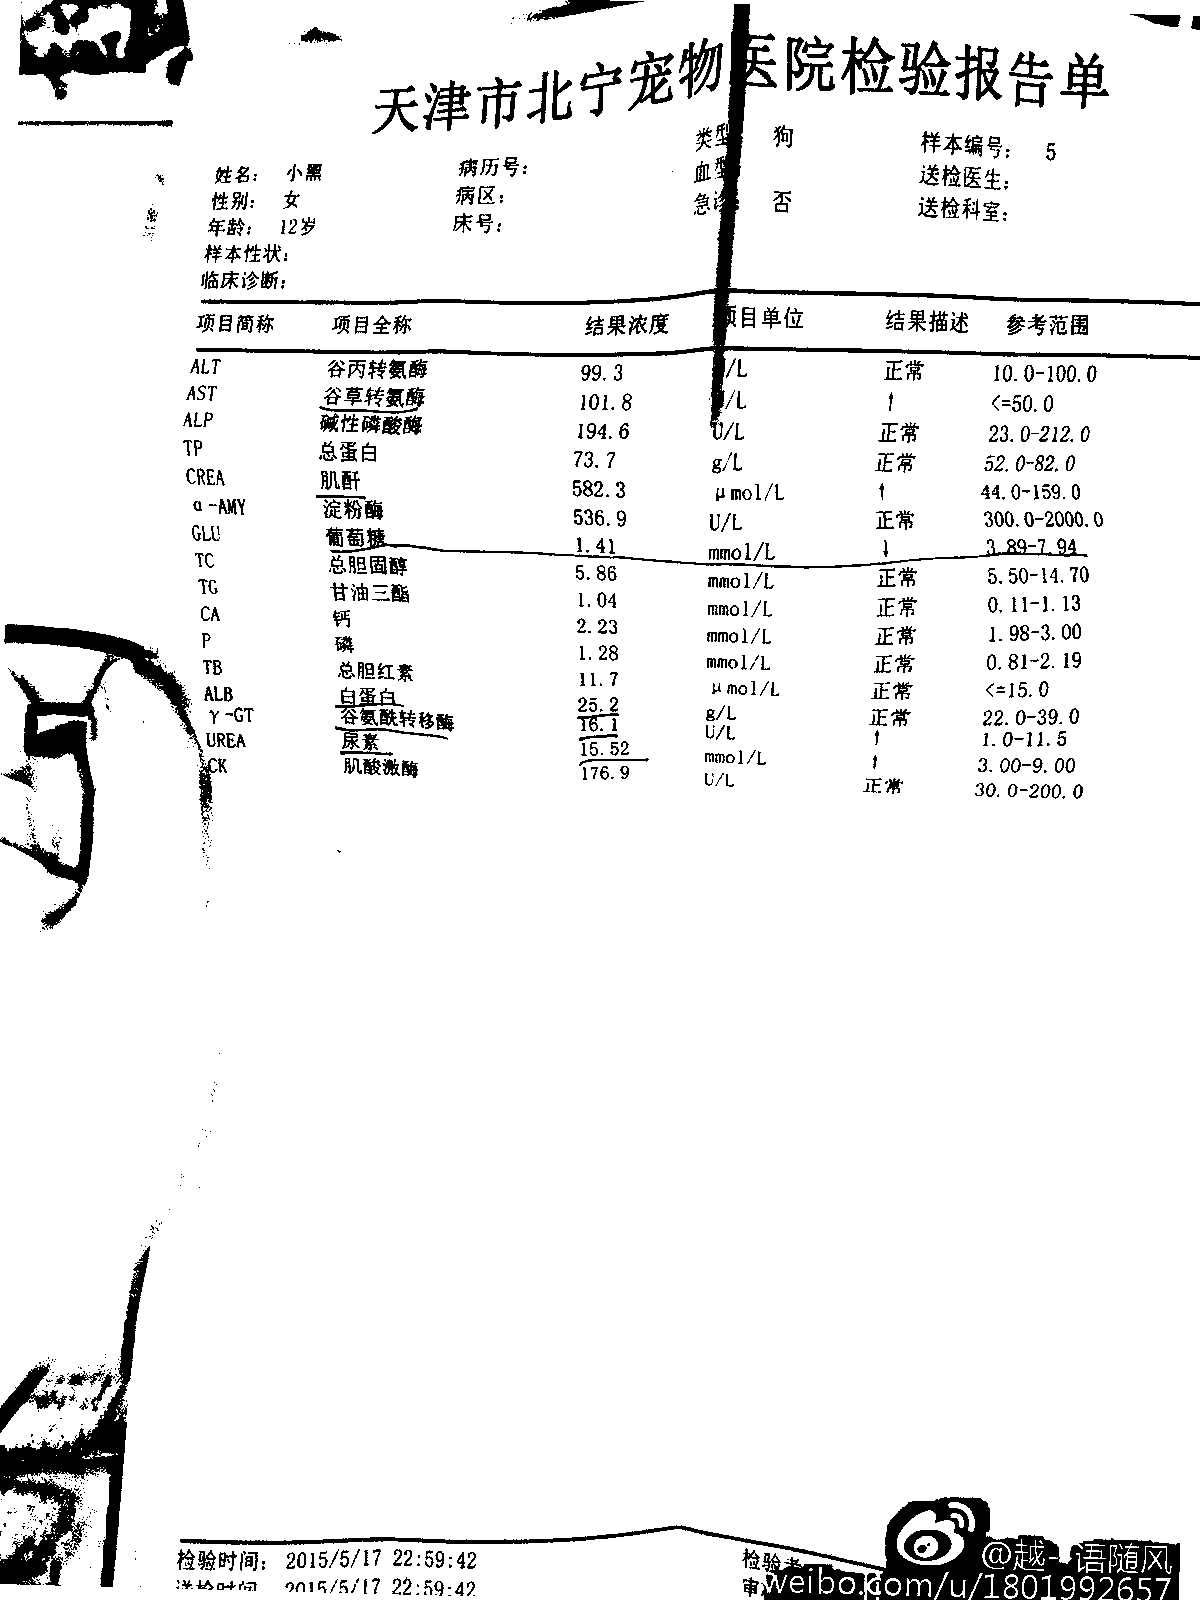 天津市北宁宠物医院检验报告单
姓名： 小黑 病历号： 类型： 狗 样本编号： 5
性别： 女 病区： 血型： 送检医生：
年龄： 12岁 床号： 急诊： 否 送检科室：
样本性状：
临床诊断：
项目简称 项目全称 结果浓度 项目单位 结果描述 参考范围
ALT 谷丙转氨酶 99.3 U/L 正常 10.0-100.0
AST 谷草转氨酶 101.8 U/L ↑ <=50.0
ALP 碱性磷酸酶 194.6 U/L 正常 23.0-212.0
TP 总蛋白 73.7 g/L 正常 52.0-82.0
CREA 肌酐 582.3 μmol/L ↑ 44.0-159.0
α-AMY 淀粉酶 536.9 U/L 正常 300.0-2000.0
GLU 葡萄糖 1.41 mmol/L ↓ 3.89-7.94
TC 总胆固醇 5.86 mmol/L 正常 5.50-14.70
TG 甘油三酯 1.04 mmol/L 正常 0.11-1.13
CA 钙 2.23 mmol/L 正常 1.98-3.00
P 磷 1.28 mmol/L 正常 0.81-2.19
TB 总胆红素 11.7 μmol/L 正常 <=15.0
ALB 白蛋白 25.2 g/L 正常 22.0-39.0
γ-GT 谷氨酰转移酶 16.1 U/L ↑ 1.0-11.5
UREA 尿素 15.52 mmol/L ↑ 3.00-9.00
CK 肌酸激酶 176.9 U/L 正常 30.0-200.0
检验时间： 2015/5/17 22:59:42 检验者
送检时间 2015/5/17 22:59:42 审
@越-_语随风
weibo.com/u/1801992657